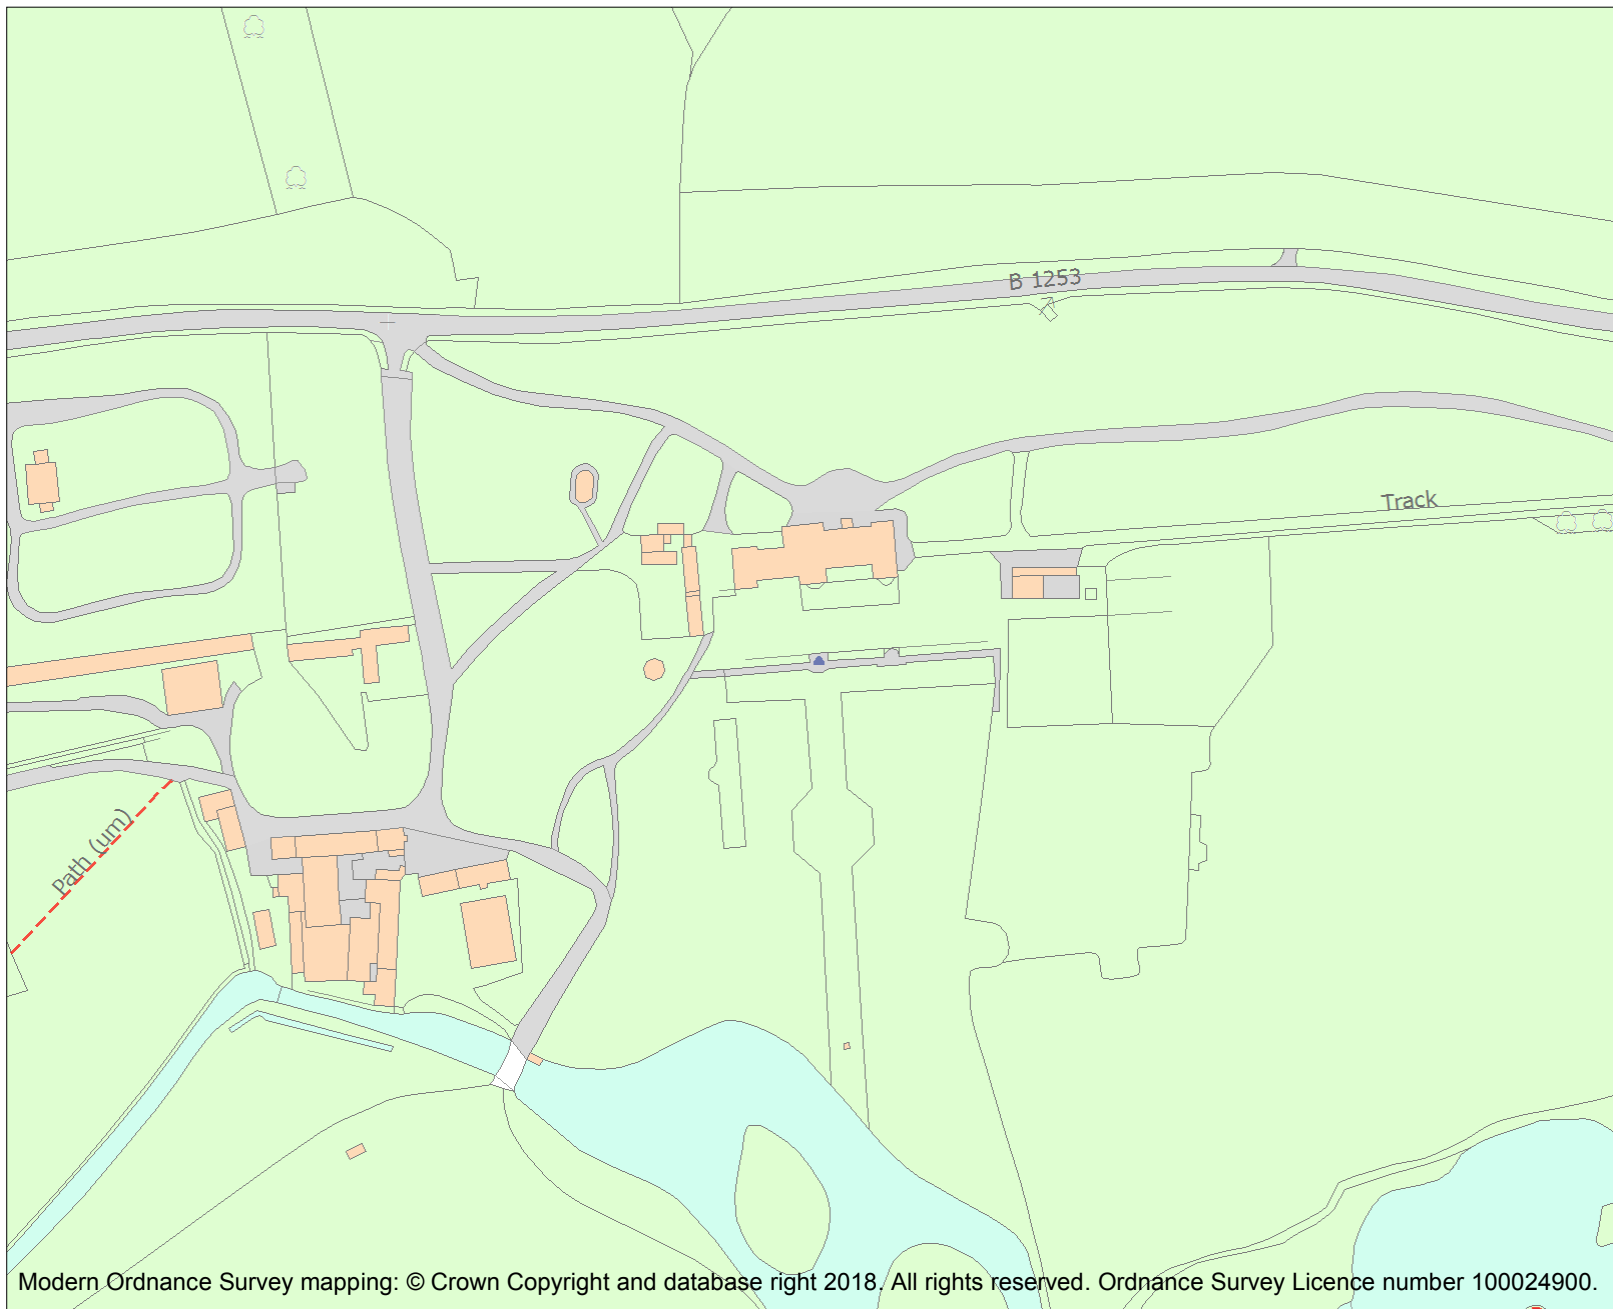 B 1253
Track
Path (um)
Modern Ordnance Survey mapping: © Crown Copyright and database right 2018. All rights reserved. Ordnance Survey Licence number 100024900.